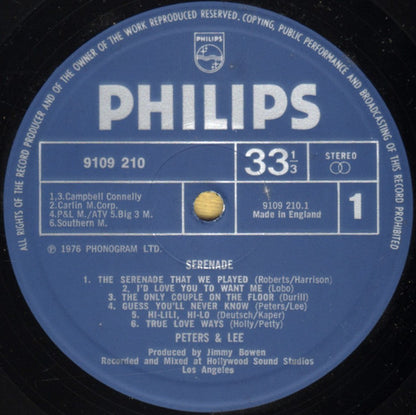 ALL RIGHTS OF THE RECORD PRODUCER AND OF THE OWNER OF THE WORK REPRODUCED RESERVED. COPYING, PUBLIC PERFORMANCE AND BROADCASTING OF THIS RECORD PROHIBITED
PHILIPS
PHILIPS
9109 210
33 1/3
STEREO
1.3. Campbell Connelly
2. Carlin M. Corp.
4. P&L M./ATV 5. Big 3 M.
6. Southern M.
9109 210.1
Made in England
1
Ⓟ 1976 PHONOGRAM LTD.
SERENADE
1. THE SERENADE THAT WE PLAYED (Roberts/Harrison)
2. I'D LOVE YOU TO WANT ME (Lobo)
3. THE ONLY COUPLE ON THE FLOOR (Durill)
4. GUESS YOU'LL NEVER KNOW (Peters/Lee)
5. HI-LILI, HI-LO (Deutsch/Kaper)
6. TRUE LOVE WAYS (Holly/Petty)
PETERS & LEE
Produced by Jimmy Bowen
Recorded and Mixed at Hollywood Sound Studios
Los Angeles